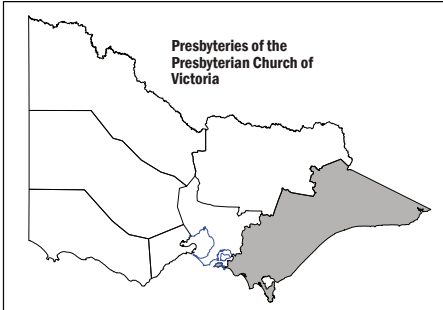 Presbyteries of the
Presbyterian Church of
Victoria